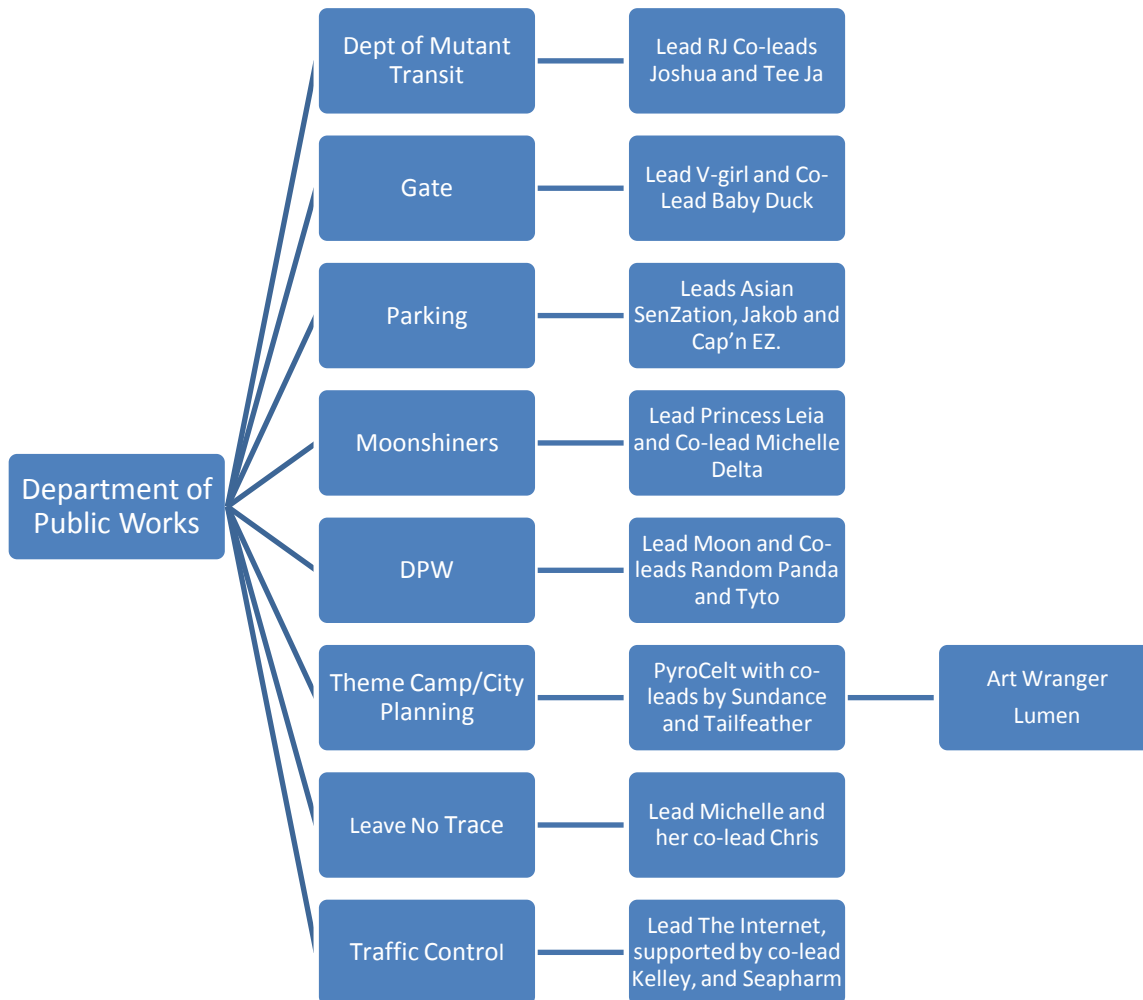 Dept of Mutant
Transit
Lead RJ Co-leads
Joshua and Tee Ja
Gate
Lead V-girl and Co-
Lead Baby Duck
Parking
Leads Asian
SenZation, Jakob and
Cap’n EZ.
Moonshiners
Lead Princess Leia
and Co-lead Michelle
Delta
Department of
Public Works
DPW
Lead Moon and Co-
leads Random Panda
and Tyto
Theme Camp/City
Planning
PyroCelt with co-
leads by Sundance
and Tailfeather
Art Wranger
Lumen
Leave No Trace
Lead Michelle and
her co-lead Chris
Traffic Control
Lead The Internet,
supported by co-lead
Kelley, and Seapharm